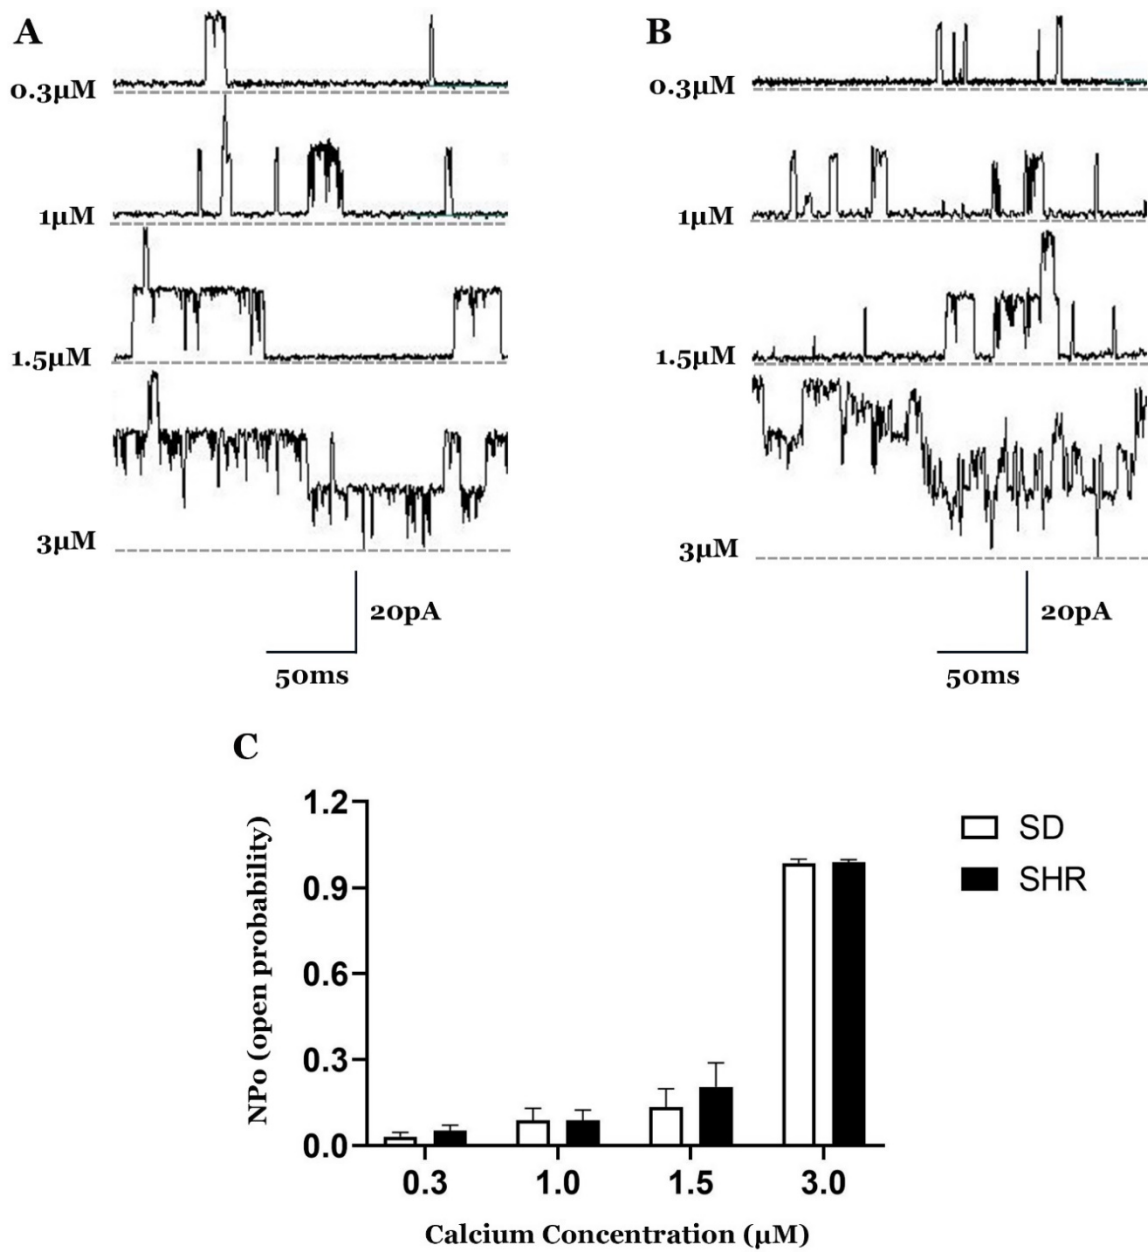 A
0.3µM
1µM
1.5µM
3µM
20pA
50ms
B
0.3µM
1µM
1.5µM
3µM
20pA
50ms
C
NPo (open probability)
1.2
0.9
0.6
0.3
0.0
0.3 1.0 1.5 3.0
Calcium Concentration (µM)
SD
SHR